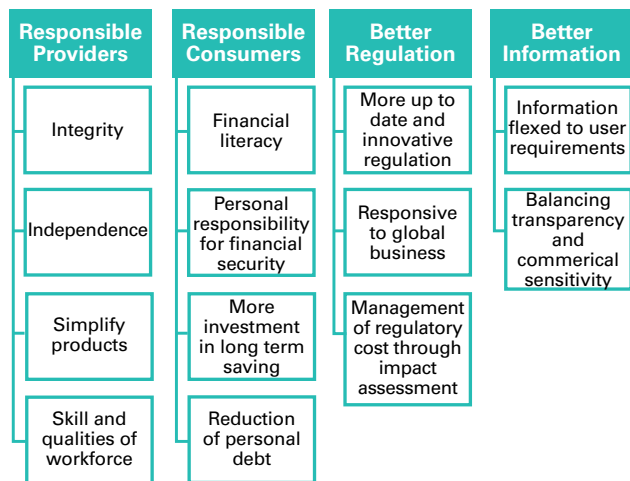 Responsible
Providers
Integrity
Independence
Simplify
products
Skill and
qualities of
workforce
Responsible
Consumers
Financial
literacy
Personal
responsibility
for financial
security
More
investment
in long term
saving
Reduction
of personal
debt
Better
Regulation
More up to
date and
innovative
regulation
Responsive
to global
business
Management
of regulatory
cost through
impact
assessment
Better
Information
Information
flexed to user
requirements
Balancing
transparency
and
commerical
sensitivity